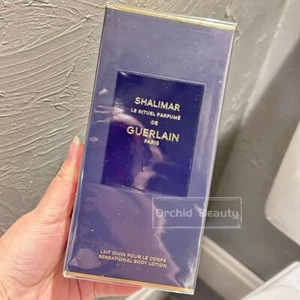 SHALIMAR
LE RITUEL PARFUMÉ
DE
GUERLAIN
PARIS
Orchid Beauty
LAIT DIVIN POUR LE CORPS
SENSATIONAL BODY LOTION